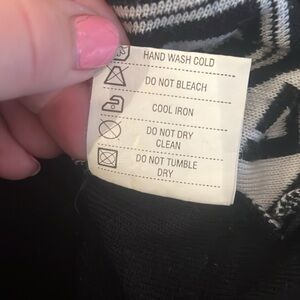 HAND WASH COLD
DO NOT BLEACH
COOL IRON
DO NOT DRY
CLEAN
DO NOT TUMBLE
DRY